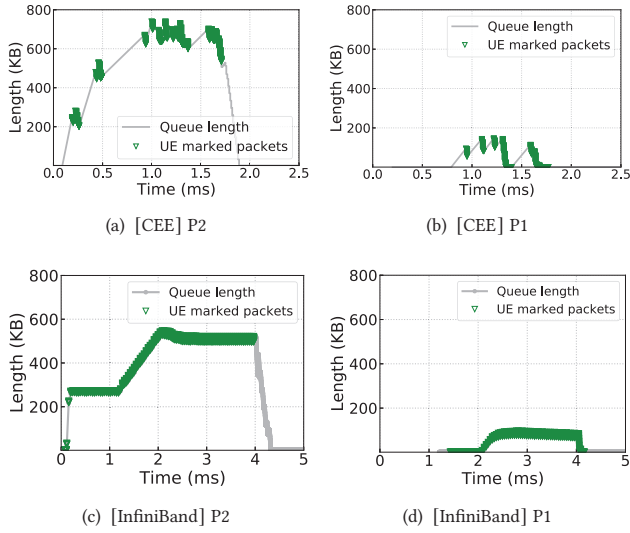 800
600
400
200
Length (KB)
Queue length
UE marked packets
0.0 0.5 1.0 1.5 2.0 2.5
Time (ms)
(a) [CEE] P2
800
600
400
200
Length (KB)
Queue length
UE marked packets
0.0 0.5 1.0 1.5 2.0 2.5
Time (ms)
(b) [CEE] P1
800
600
400
200
Length (KB)
Queue length
UE marked packets
0 1 2 3 4 5
Time (ms)
(c) [InfiniBand] P2
800
600
400
200
Length (KB)
Queue length
UE marked packets
0 1 2 3 4 5
Time (ms)
(d) [InfiniBand] P1